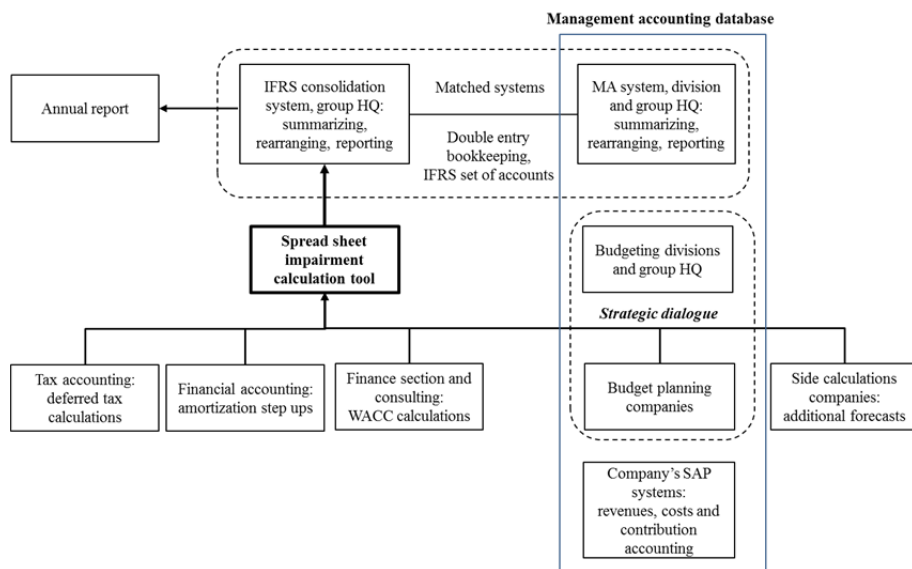 Management accounting database
Annual report
IFRS consolidation
system, group HQ:
summarizing,
rearranging, reporting
Matched systems
Double entry
bookkeeping,
IFRS set of accounts
MA system, division
and group HQ:
summarizing,
rearranging, reporting
Spread sheet
impairment
calculation tool
Budgeting divisions
and group HQ
Strategic dialogue
Tax accounting:
deferred tax
calculations
Financial accounting:
amortization step ups
Finance section and
consulting:
WACC calculations
Budget planning
companies
Side calculations
companies:
additional forecasts
Company's SAP
systems:
revenues, costs and
contribution
accounting